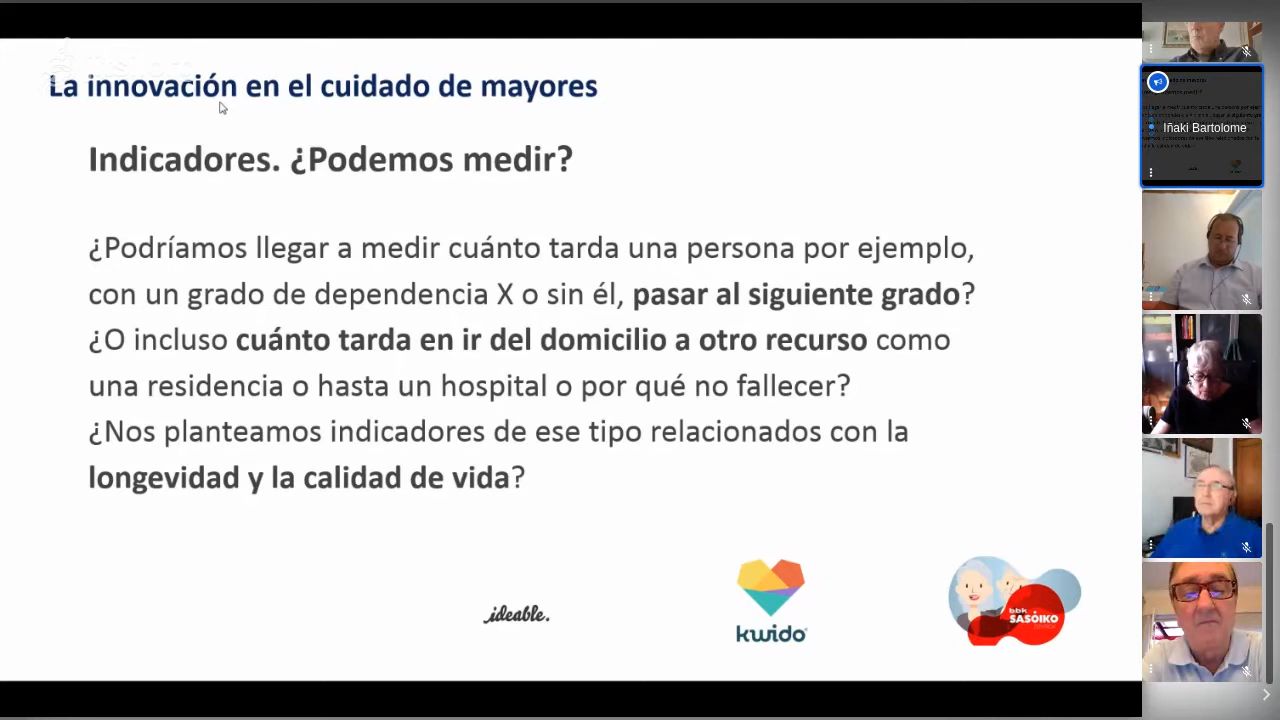 La innovación en el cuidado de mayores
Indicadores. ¿Podemos medir?
¿Podríamos llegar a medir cuánto tarda una persona por ejemplo,
con un grado de dependencia X o sin él, pasar al siguiente grado?
¿O incluso cuánto tarda en ir del domicilio a otro recurso como
una residencia o hasta un hospital o por qué no fallecer?
¿Nos planteamos indicadores de ese tipo relacionados con la
longevidad y la calidad de vida?
ideable.
kwido
bbk
SASOIKO
Iñaki Bartolome